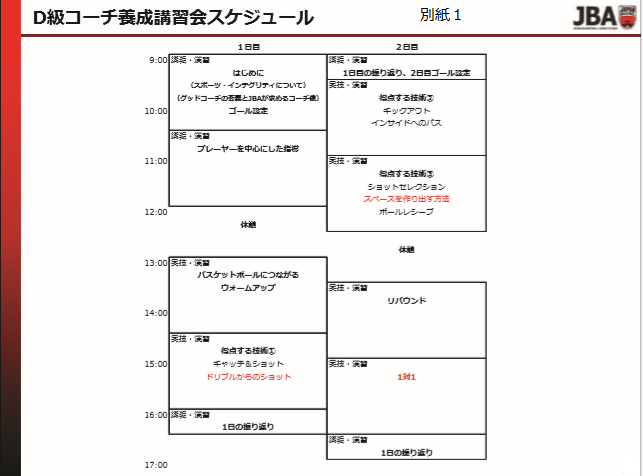 D級コーチ養成講習会スケジュール
別紙１
JBA
1日目
2日目
9:00
10:00
11:00
12:00
13:00
14:00
15:00
16:00
17:00
講義・演習
はじめに
(スポーツ・インテグリティについて)
(グッドコーチの資質とJBAが求めるコーチ像)
ゴール設定
講義・演習
プレーヤーを中心にした指導
休憩
実技・演習
バスケットボールにつながる
ウォームアップ
実技・演習
得点する技術①
キャッチ＆ショット
ドリブルからのショット
講義・演習
1日の振り返り
講義・演習
1日目の振り返り、2日目ゴール設定
実技・演習
得点する技術②
キックアウト
インサイドへのパス
実技・演習
得点する技術③
ショットセレクション
スペースを作り出す方法
ボールレシーブ
休憩
実技・演習
リバウンド
実技・演習
1対1
講義・演習
1日の振り返り